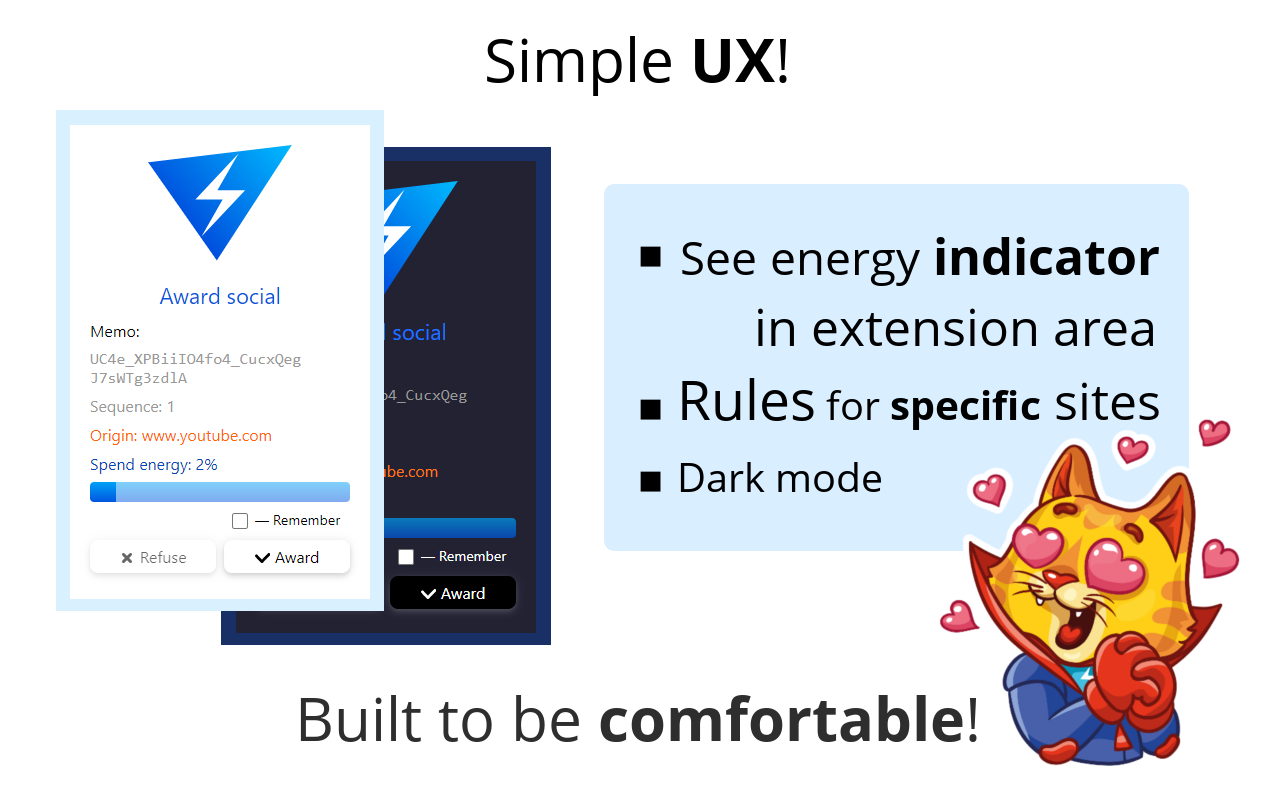 Simple UX!
Award social
Memo:
UC4e_XPBiiIO4fo4_CucxQeg
J7sWTg3zdlA
Sequence: 1
Origin: www.youtube.com
Spend energy: 2%
— Remember
Refuse
Award
social
o4_CucxQeg
ube.com
— Remember
Award
■ See energy indicator
in extension area
■ Rules for specific sites
■ Dark mode
Built to be comfortable!